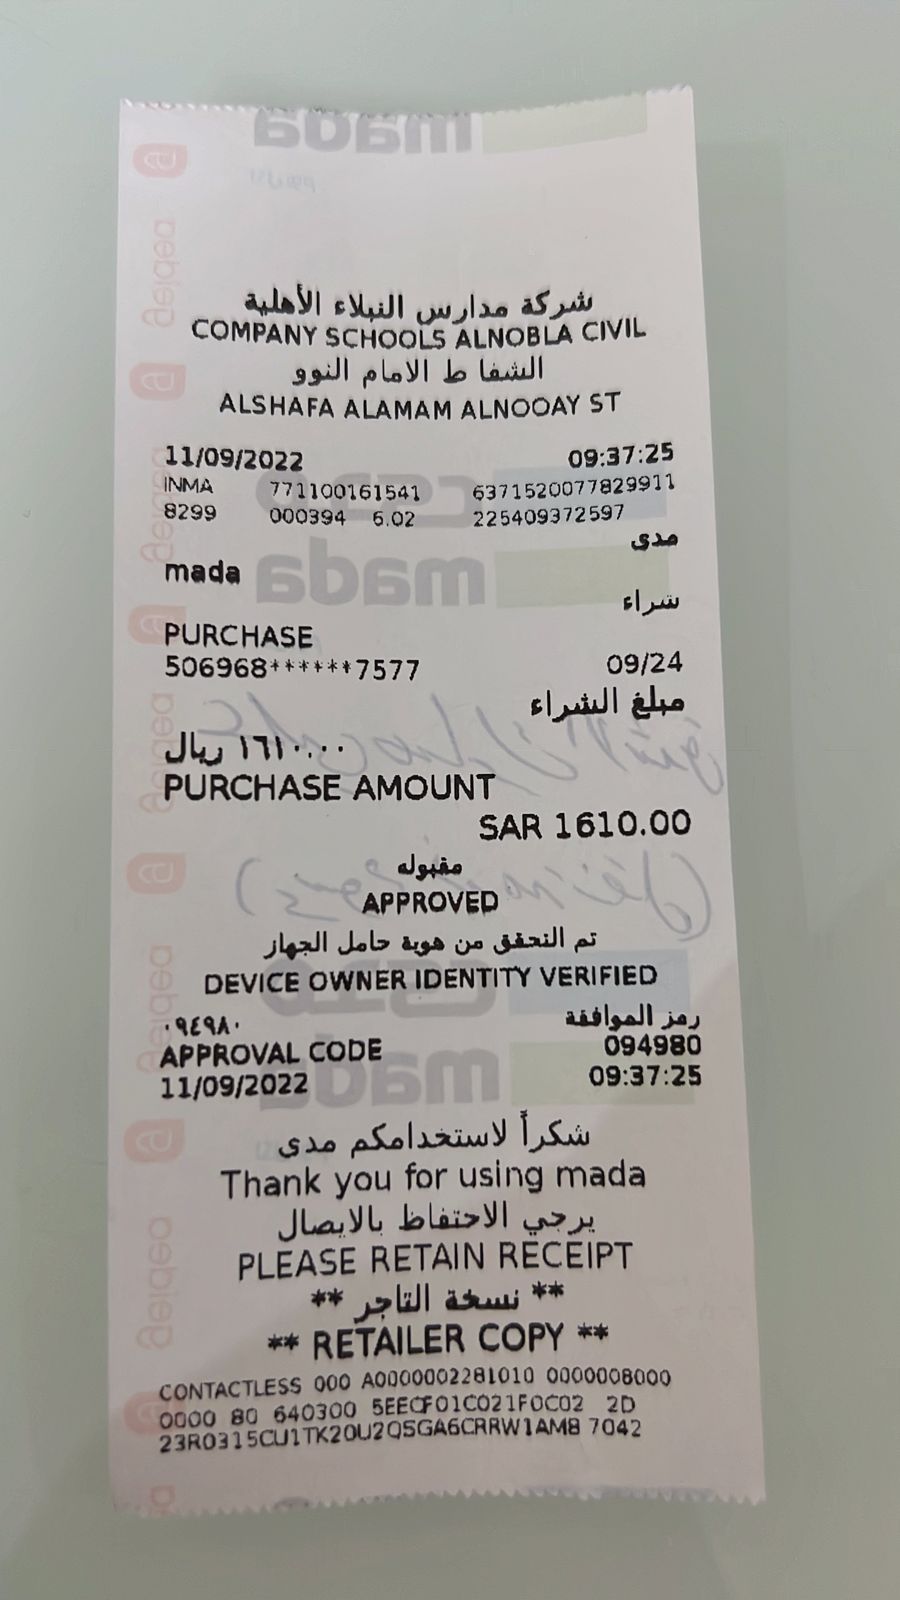 شركة مدارس النبلاء الأهلية
COMPANY SCHOOLS ALNOBLA CIVIL
الشفا ط الامام النوو
ALSHAFA ALAMAM ALNOOAY ST
11/09/2022 09:37:25
INMA 771100161541 6371520077829911
8299 000394 6.02 225409372597
مدى
mada
شراء
PURCHASE
506968******7577 09/24
مبلغ الشراء
١٦١٠.٠٠ ريال
PURCHASE AMOUNT
SAR 1610.00
مقبوله
APPROVED
تم التحقق من هوية حامل الجهاز
DEVICE OWNER IDENTITY VERIFIED
رمز الموافقة ٠٩٤٩٨٠
APPROVAL CODE 094980
11/09/2022 09:37:25
شكراً لاستخدامكم مدى
Thank you for using mada
يرجي الاحتفاظ بالايصال
PLEASE RETAIN RECEIPT
** نسخة التاجر **
** RETAILER COPY **
CONTACTLESS 000 A0000002281010 0000008000
0000 80 640300 5EECF01C021F0C02 2D
23R0315CU1TK20U2QSGA6CRRW1AM8 7042